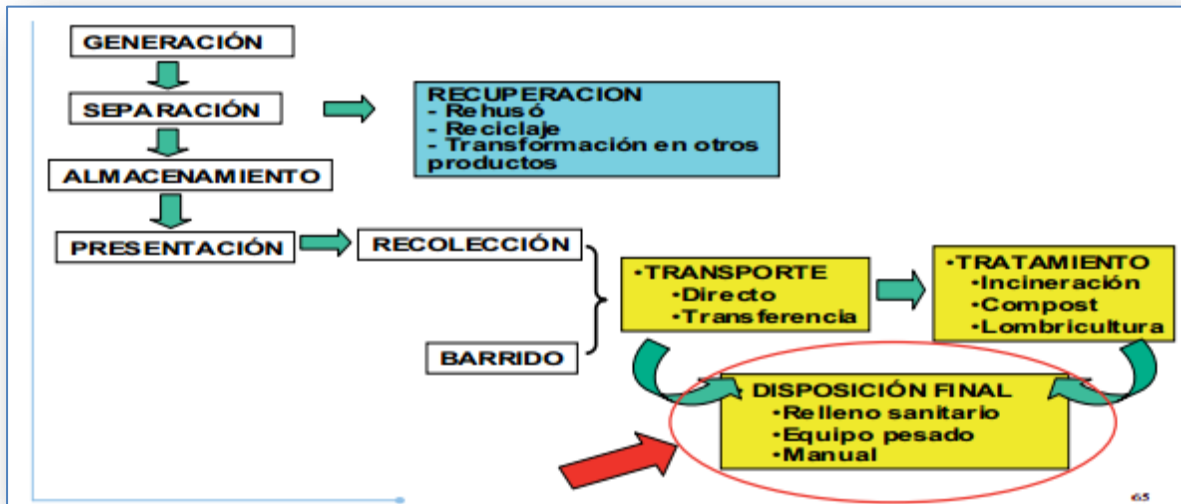 GENERACIÓN
SEPARACIÓN
RECUPERACION
- Rehusó
- Reciclaje
- Transformación en otros
productos
ALMACENAMIENTO
PRESENTACIÓN
RECOLECCIÓN
BARRIDO
•TRANSPORTE
•Directo
•Transferencia
•TRATAMIENTO
•Incineración
•Compost
•Lombricultura
• DISPOSICIÓN FINAL
•Relleno sanitario
•Equipo pesado
•Manual
65